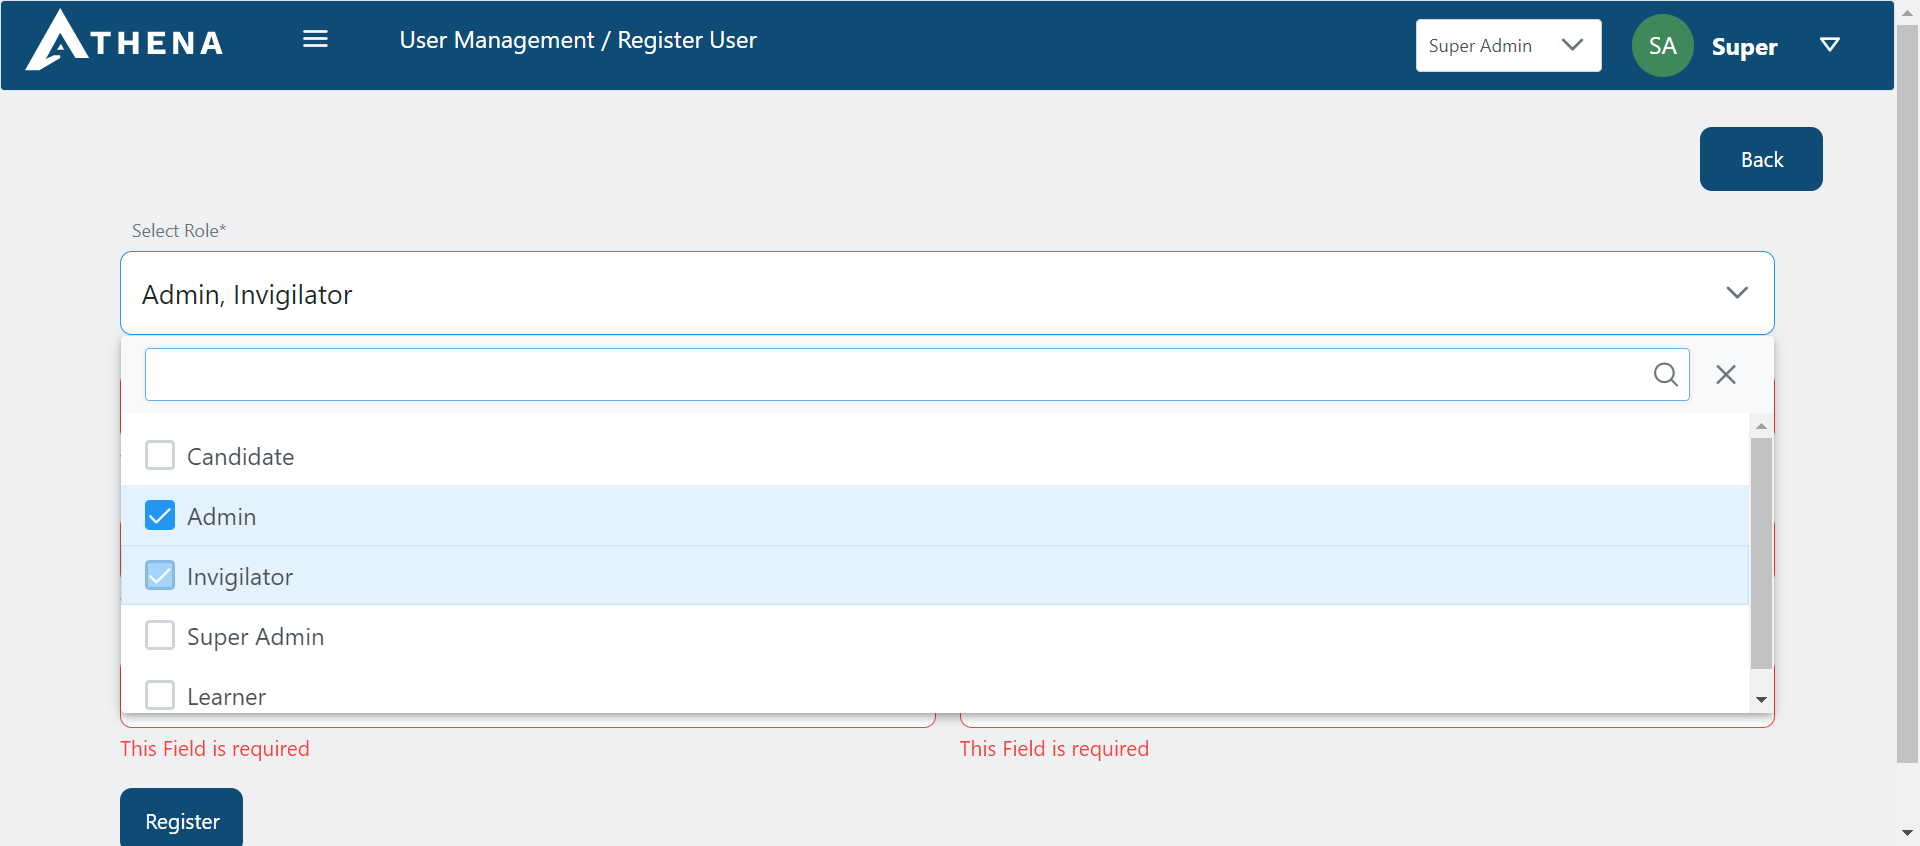 ATHENA
User Management / Register User
Super Admin
SA
Super
Back
Select Role*
Admin, Invigilator
Candidate
Admin
Invigilator
Super Admin
Learner
This Field is required
This Field is required
Register